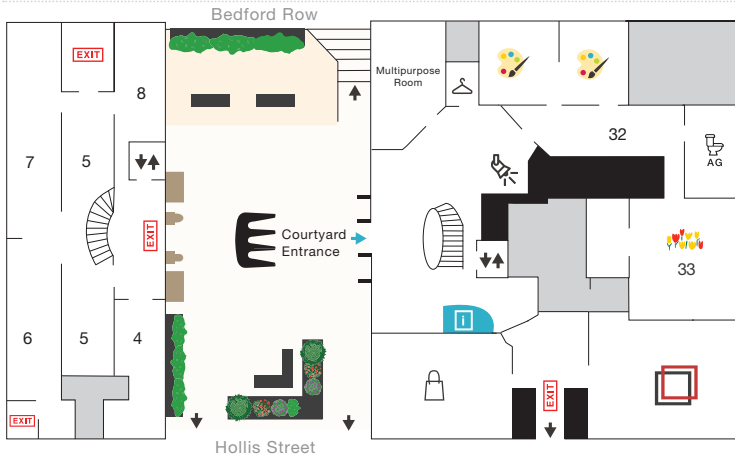 Bedford Row
EXIT
8
Multipurpose
Room
32
7
5
AG
EXIT
Courtyard
Entrance
33
i
6
5
4
EXIT
EXIT
Hollis Street